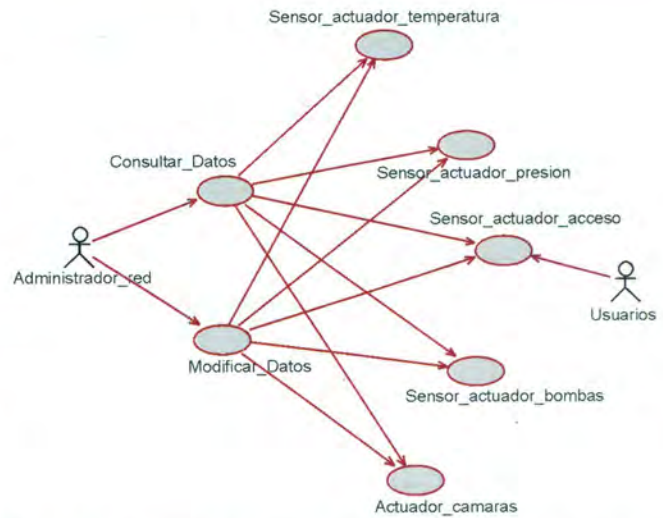 Sensor_actuador_temperatura
Consultar_Datos
Sensor_actuador_presion
Sensor_actuador_acceso
Administrador_red
Usuarios
Modificar_Datos
Sensor_actuador_bombas
Actuador_camaras